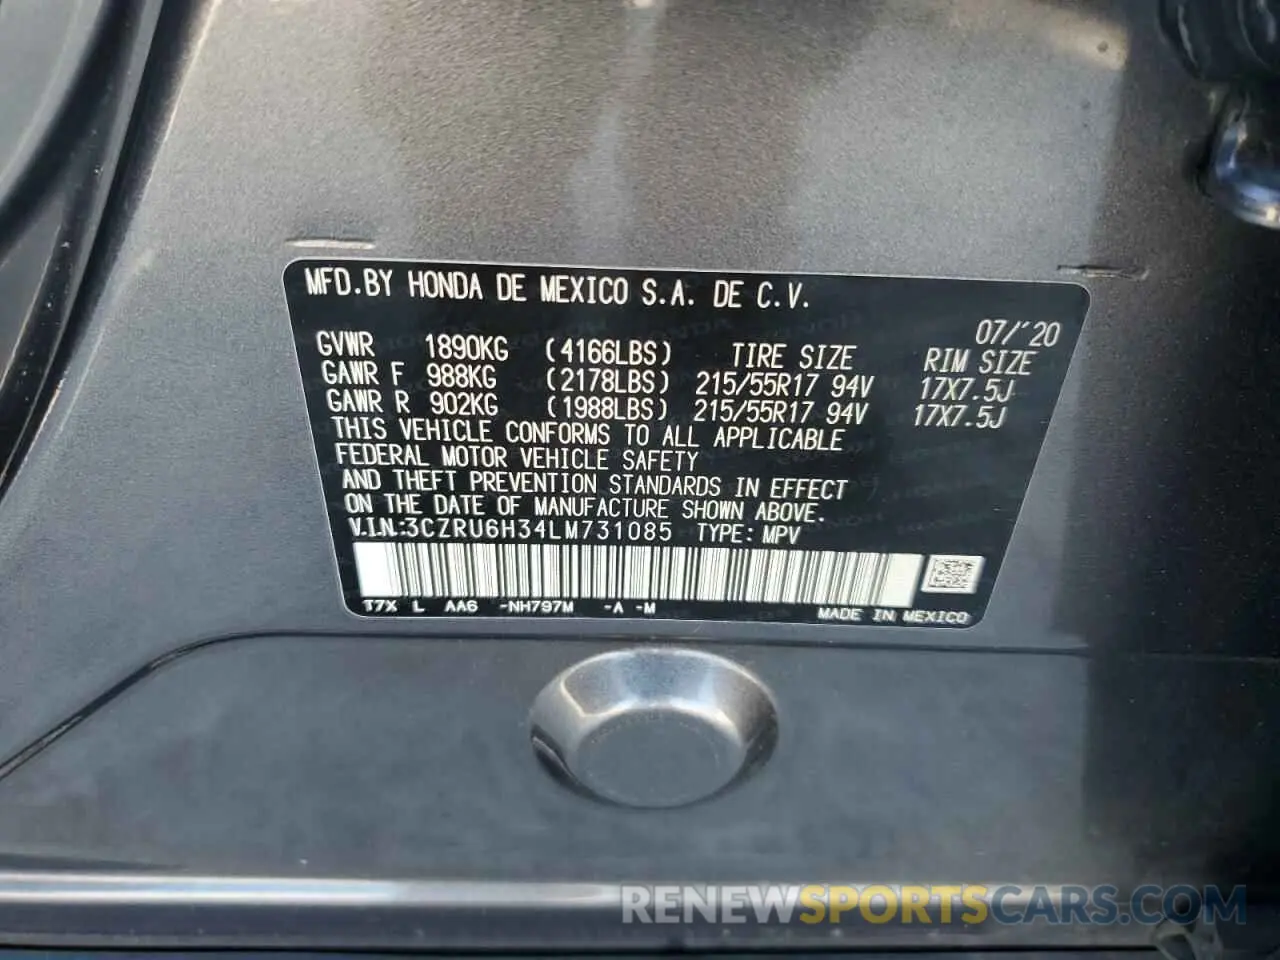 MFD.BY HONDA DE MEXICO S.A. DE C.V.
07/'20
GVWR 1890KG (4166LBS) TIRE SIZE RIM SIZE
GAWR F 988KG (2178LBS) 215/55R17 94V 17X7.5J
GAWR R 902KG (1988LBS) 215/55R17 94V 17X7.5J
THIS VEHICLE CONFORMS TO ALL APPLICABLE
FEDERAL MOTOR VEHICLE SAFETY
AND THEFT PREVENTION STANDARDS IN EFFECT
ON THE DATE OF MANUFACTURE SHOWN ABOVE.
V.I.N.:3CZRU6H34LM731085 TYPE: MPV
T7X L AA6 -NH797M -A -M MADE IN MEXICO
RENEWSPORTSCARS.COM